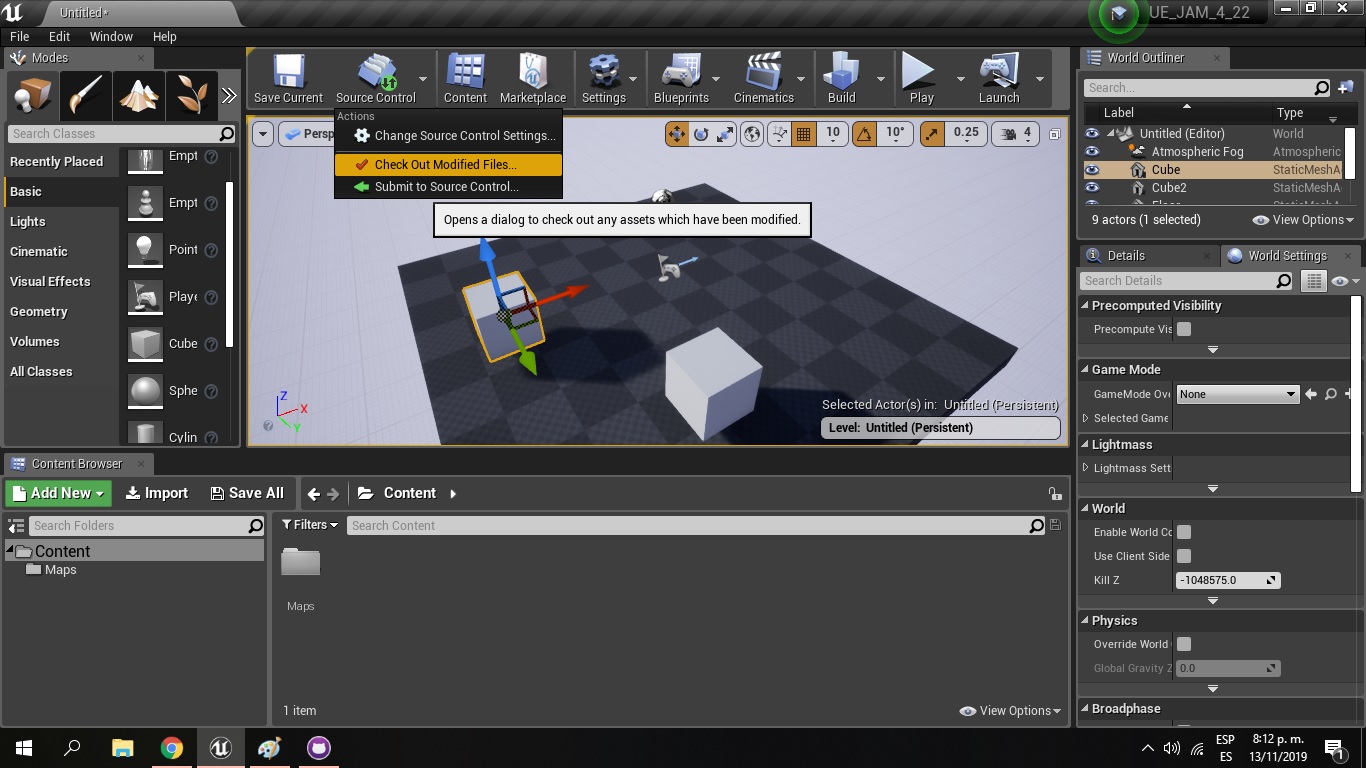 Untitled*
UE_JAM_4_22
File Edit Window Help
Modes
Search Classes
Recently Placed
Basic
Lights
Cinematic
Visual Effects
Geometry
Volumes
All Classes
Empt
Empt
Point
Playe
Cube
Sphe
Cylin
Save Current
Source Control
Content
Marketplace
Settings
Blueprints
Cinematics
Build
Play
Launch
Actions
Change Source Control Settings...
Check Out Modified Files...
Submit to Source Control...
Opens a dialog to check out any assets which have been modified.
Persp
10
10°
0.25
4
Z
X
Y
Selected Actor(s) in: Untitled (Persistent)
Level: Untitled (Persistent)
World Outliner
Search...
Label Type
Untitled (Editor) World
Atmospheric Fog Atmospheric
Cube StaticMeshA
Cube2 StaticMeshA
9 actors (1 selected) View Options
Details
World Settings
Search Details
Precomputed Visibility
Precompute Vis
Game Mode
GameMode Ove None
Selected Game
Lightmass
Lightmass Sett
World
Enable World Co
Use Client Side
Kill Z -1048575.0
Physics
Override World
Global Gravity Z 0.0
Broadphase
Content Browser
Add New Import Save All Content
Search Folders
Content
Maps
Filters Search Content
Maps
1 item View Options
ESP
ES
8:12 p. m.
13/11/2019
1